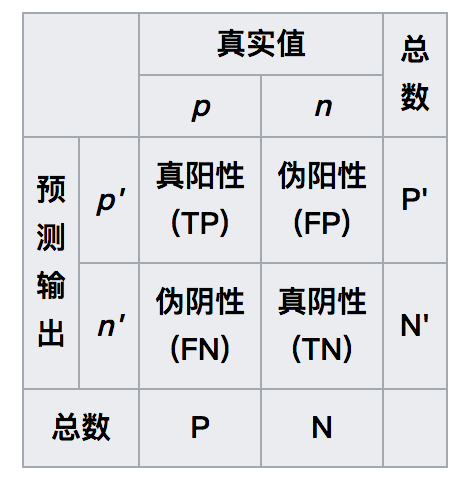 真实值
总数
p
n
预测输出
p'
真阳性
(TP)
伪阳性
(FP)
P'
n'
伪阴性
(FN)
真阴性
(TN)
N'
总数
P
N